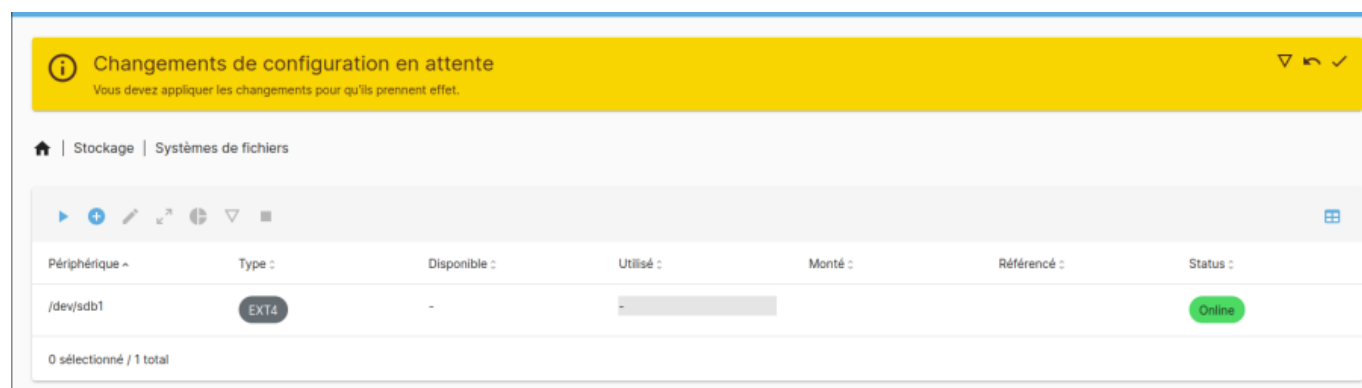 Changements de configuration en attente
Vous devez appliquer les changements pour qu'ils prennent effet.
| Stockage | Systèmes de fichiers
Périphérique Type Disponible Utilisé Monté Référencé Status
/dev/sdb1 EXT4 - - Online
0 sélectionné / 1 total